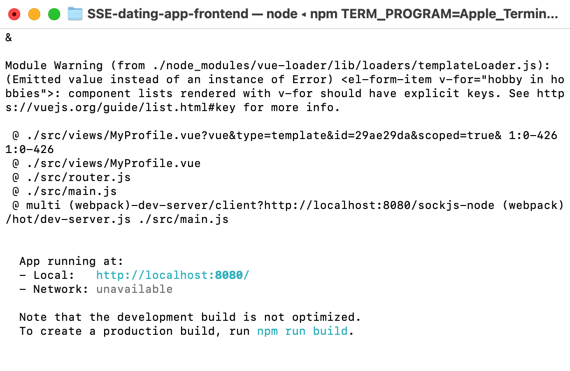 SSE-dating-app-frontend — node ◂ npm TERM_PROGRAM=Apple_Termin...
&
Module Warning (from ./node_modules/vue-loader/lib/loaders/templateLoader.js):
(Emitted value instead of an instance of Error) <el-form-item v-for="hobby in ho
bbies">: component lists rendered with v-for should have explicit keys. See http
s://vuejs.org/guide/list.html#key for more info.
@ ./src/views/MyProfile.vue?vue&type=template&id=29ae29da&scoped=true& 1:0-426
1:0-426
@ ./src/views/MyProfile.vue
@ ./src/router.js
@ ./src/main.js
@ multi (webpack)-dev-server/client?http://localhost:8080/sockjs-node (webpack)
/hot/dev-server.js ./src/main.js
App running at:
- Local:   http://localhost:8080/
- Network: unavailable
Note that the development build is not optimized.
To create a production build, run npm run build.